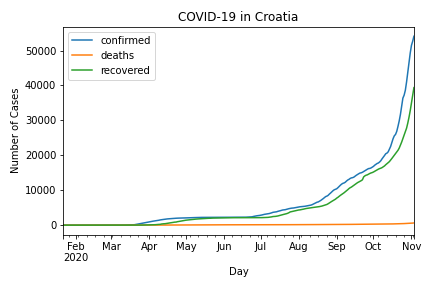 COVID-19 in Croatia
confirmed
deaths
recovered
Number of Cases
50000
40000
30000
20000
10000
0
Feb Mar Apr May Jun Jul Aug Sep Oct Nov
2020
Day